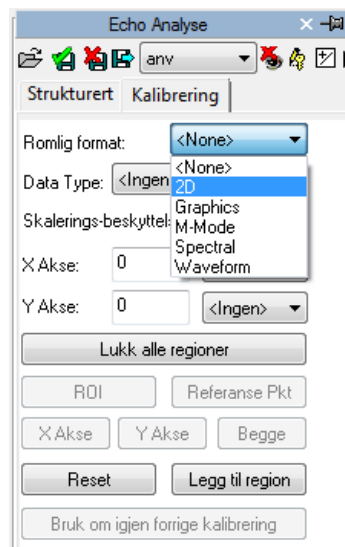 Echo Analyse
anv
Strukturert Kalibrering
Romlig format: <None>
<None>
Data Type: <Ingen
2D
Graphics
Skalerings-beskyttel
M-Mode
Spectral
X Akse: 0
Waveform
Y Akse: 0 <Ingen>
Lukk alle regioner
ROI Referanse Pkt
X Akse Y Akse Begge
Reset Legg til region
Bruk om igjen forrige kalibrering